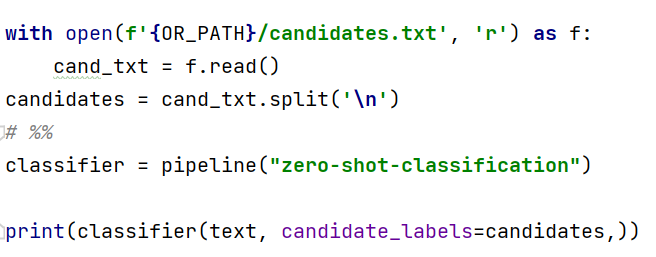 with open(f'{OR_PATH}/candidates.txt', 'r') as f:
    cand_txt = f.read()
candidates = cand_txt.split('\n')
# %%
classifier = pipeline("zero-shot-classification")

print(classifier(text, candidate_labels=candidates,))